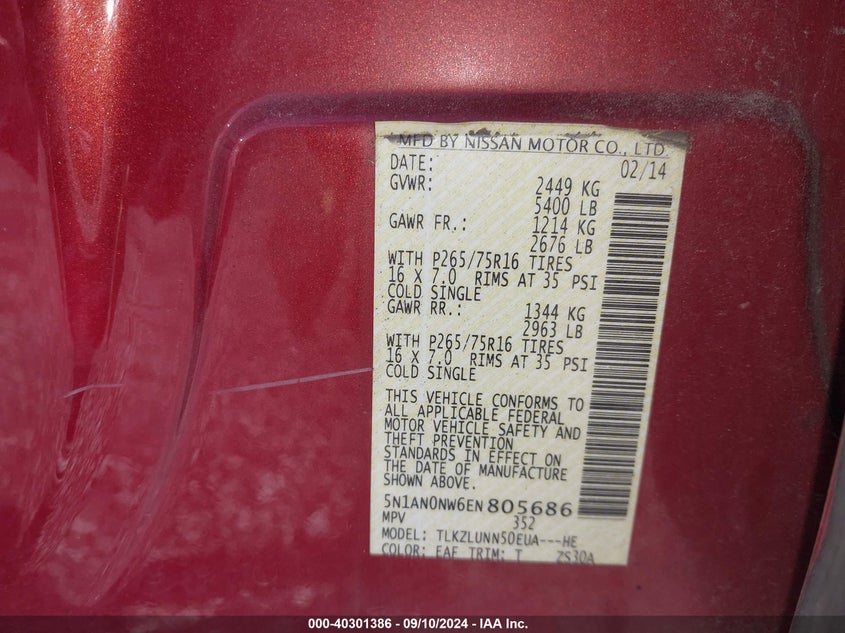 MFD BY NISSAN MOTOR CO., LTD.
DATE: 02/14
GVWR: 2449 KG
5400 LB
GAWR FR.: 1214 KG
2676 LB
WITH P265/75R16 TIRES
16 X 7.0 RIMS AT 35 PSI
COLD SINGLE
GAWR RR.: 1344 KG
2963 LB
WITH P265/75R16 TIRES
16 X 7.0 RIMS AT 35 PSI
COLD SINGLE
THIS VEHICLE CONFORMS TO
ALL APPLICABLE FEDERAL
MOTOR VEHICLE SAFETY AND
THEFT PREVENTION
STANDARDS IN EFFECT ON
THE DATE OF MANUFACTURE
SHOWN ABOVE.
5N1AN0NW6EN805686
MPV 352
MODEL: TLKZLUNN50EUA---HE
COLOR: EAF TRIM: T ZS30A
000-40301386 - 09/10/2024 - IAA Inc.